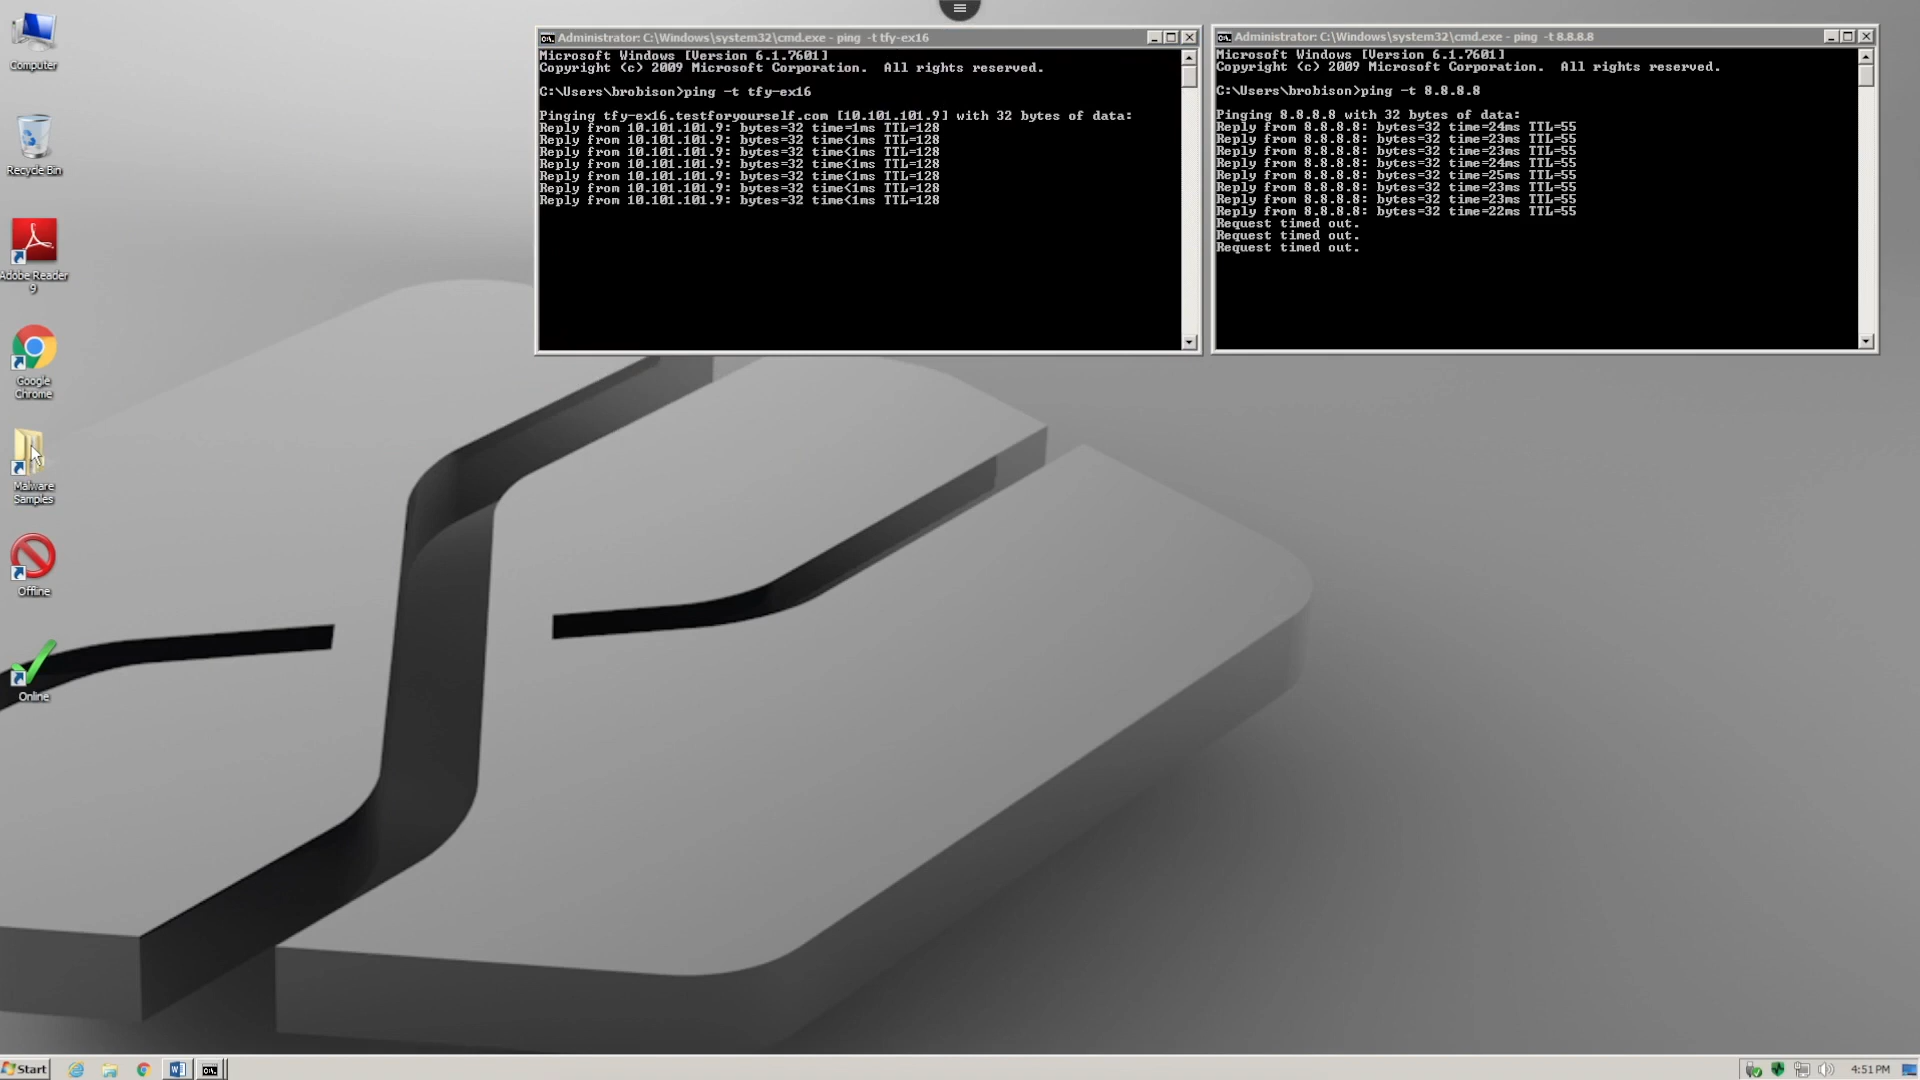 Computer
Recycle Bin
Adobe Reader
9
Google
Chrome
Malware
Samples
Offline
Online
Administrator: C:\Windows\system32\cmd.exe - ping -t tfy-ex16
Microsoft Windows [Version 6.1.7601]
Copyright (c) 2009 Microsoft Corporation.  All rights reserved.
C:\Users\brobison>ping -t tfy-ex16
Pinging tfy-ex16.testforyourself.com [10.101.101.9] with 32 bytes of data:
Reply from 10.101.101.9: bytes=32 time=1ms TTL=128
Reply from 10.101.101.9: bytes=32 time<1ms TTL=128
Reply from 10.101.101.9: bytes=32 time<1ms TTL=128
Reply from 10.101.101.9: bytes=32 time<1ms TTL=128
Reply from 10.101.101.9: bytes=32 time<1ms TTL=128
Reply from 10.101.101.9: bytes=32 time<1ms TTL=128
Reply from 10.101.101.9: bytes=32 time<1ms TTL=128
Administrator: C:\Windows\system32\cmd.exe - ping -t 8.8.8.8
Microsoft Windows [Version 6.1.7601]
Copyright (c) 2009 Microsoft Corporation.  All rights reserved.
C:\Users\brobison>ping -t 8.8.8.8
Pinging 8.8.8.8 with 32 bytes of data:
Reply from 8.8.8.8: bytes=32 time=24ms TTL=55
Reply from 8.8.8.8: bytes=32 time=23ms TTL=55
Reply from 8.8.8.8: bytes=32 time=23ms TTL=55
Reply from 8.8.8.8: bytes=32 time=24ms TTL=55
Reply from 8.8.8.8: bytes=32 time=25ms TTL=55
Reply from 8.8.8.8: bytes=32 time=23ms TTL=55
Reply from 8.8.8.8: bytes=32 time=23ms TTL=55
Reply from 8.8.8.8: bytes=32 time=22ms TTL=55
Request timed out.
Request timed out.
Request timed out.
Start
4:51 PM